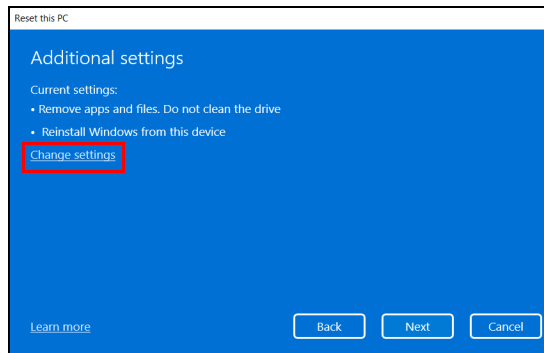 Reset this PC
Additional settings
Current settings:
• Remove apps and files. Do not clean the drive
• Reinstall Windows from this device
Change settings
Learn more
Back
Next
Cancel